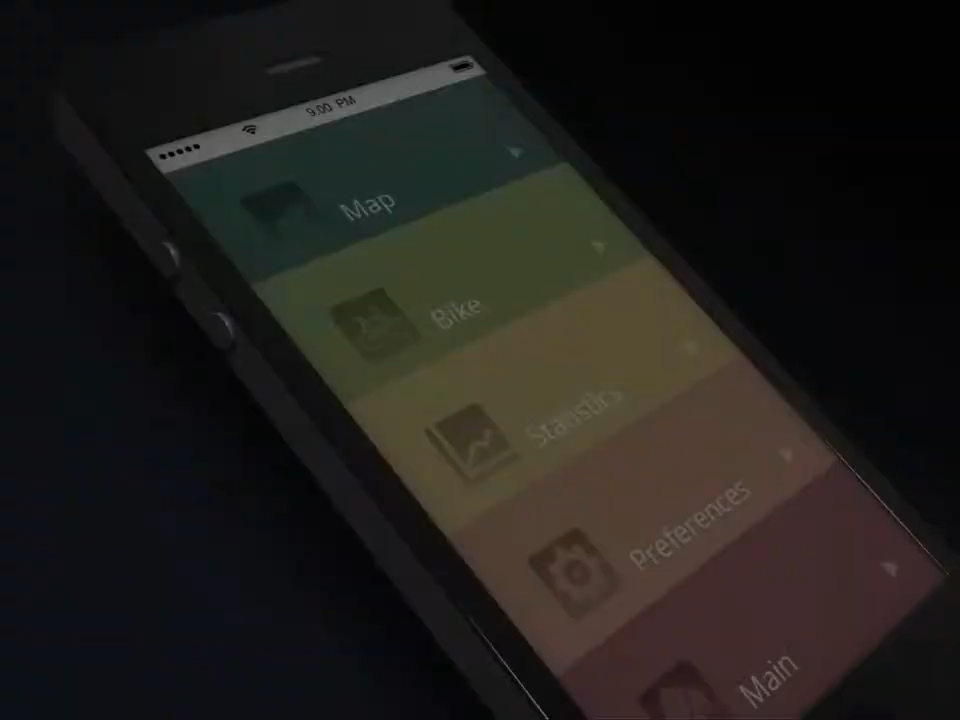 9.00 PM
Map
Bike
Statistics
Preferences
Main